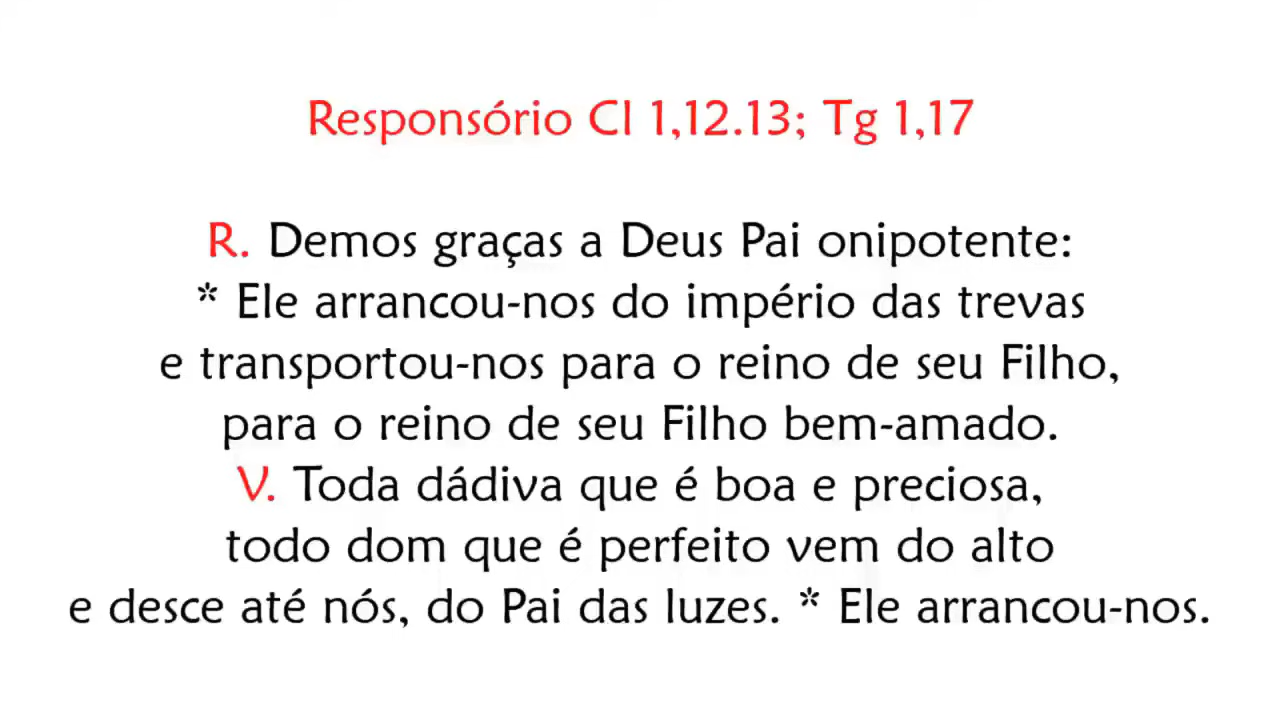 Responsório Cl 1,12.13; Tg 1,17
R. Demos graças a Deus Pai onipotente:
* Ele arrancou-nos do império das trevas
e transportou-nos para o reino de seu Filho,
para o reino de seu Filho bem-amado.
V. Toda dádiva que é boa e preciosa,
todo dom que é perfeito vem do alto
e desce até nós, do Pai das luzes. * Ele arrancou-nos.